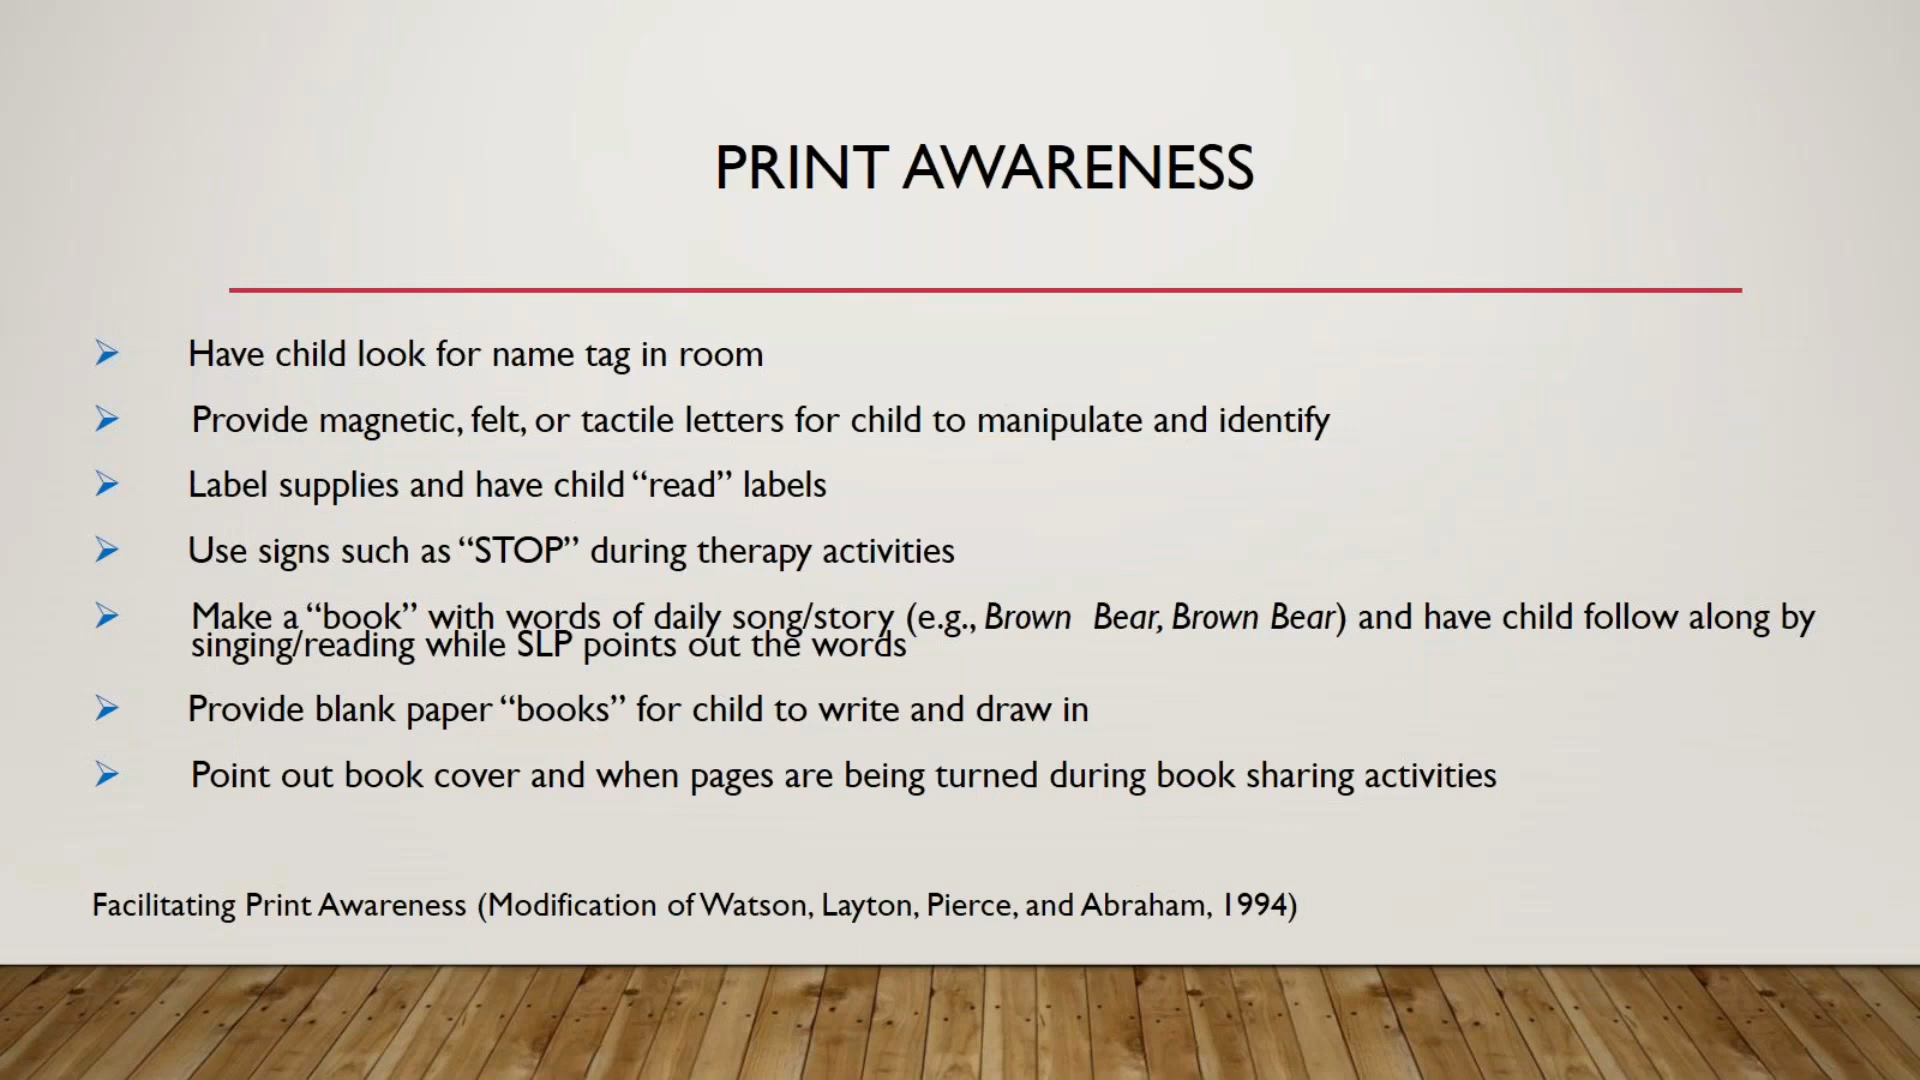 PRINT AWARENESS
Have child look for name tag in room
Provide magnetic, felt, or tactile letters for child to manipulate and identify
Label supplies and have child “read” labels
Use signs such as “STOP” during therapy activities
Make a “book” with words of daily song/story (e.g., Brown Bear, Brown Bear) and have child follow along by
singing/reading while SLP points out the words
Provide blank paper “books” for child to write and draw in
Point out book cover and when pages are being turned during book sharing activities
Facilitating Print Awareness (Modification of Watson, Layton, Pierce, and Abraham, 1994)